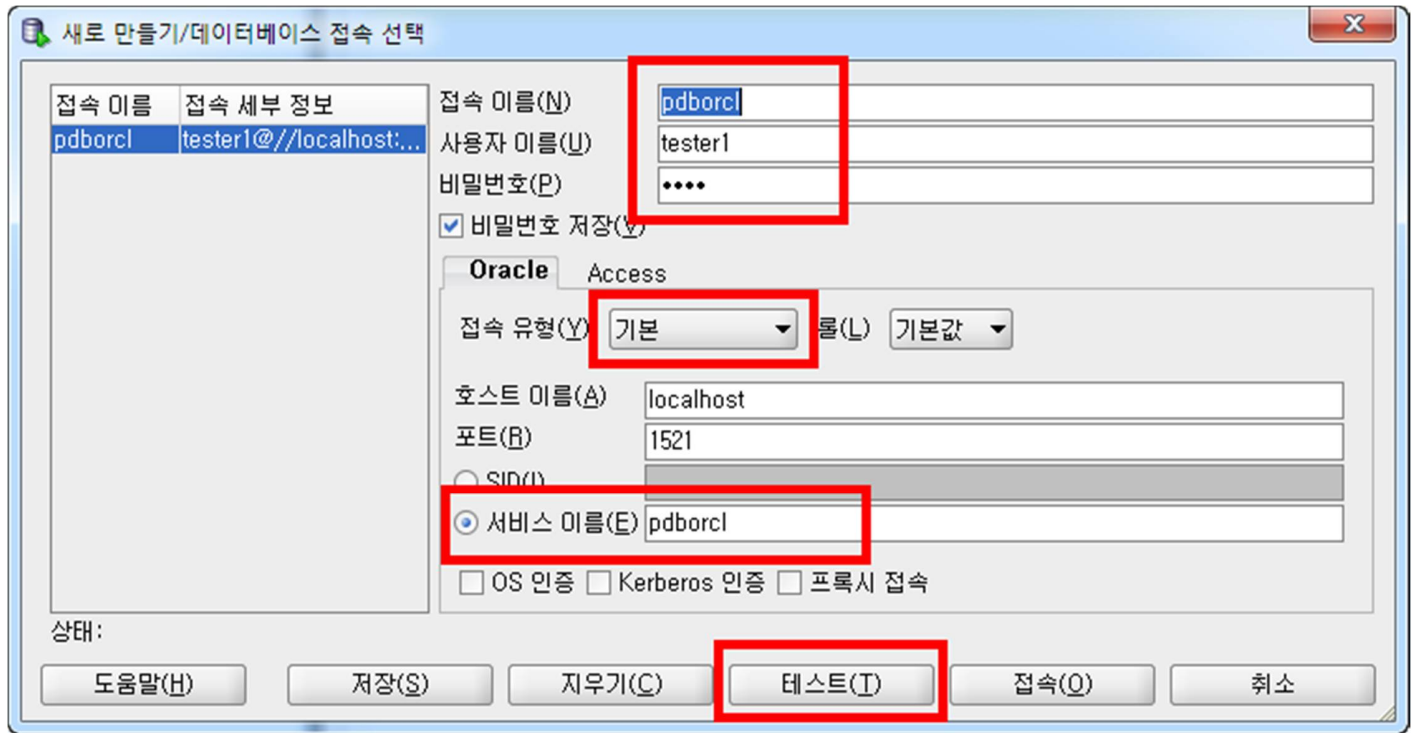 새로 만들기/데이터베이스 접속 선택
접속 이름 접속 세부 정보
pdborcl tester1@//localhost:...
접속 이름(N) pdborcl
사용자 이름(U) tester1
비밀번호(P) ••••
비밀번호 저장(V)
Oracle Access
접속 유형(Y) 기본 롤(L) 기본값
호스트 이름(A) localhost
포트(R) 1521
SID(I)
서비스 이름(E) pdborcl
OS 인증 Kerberos 인증 프록시 접속
상태:
도움말(H) 저장(S) 지우기(C) 테스트(T) 접속(O) 취소